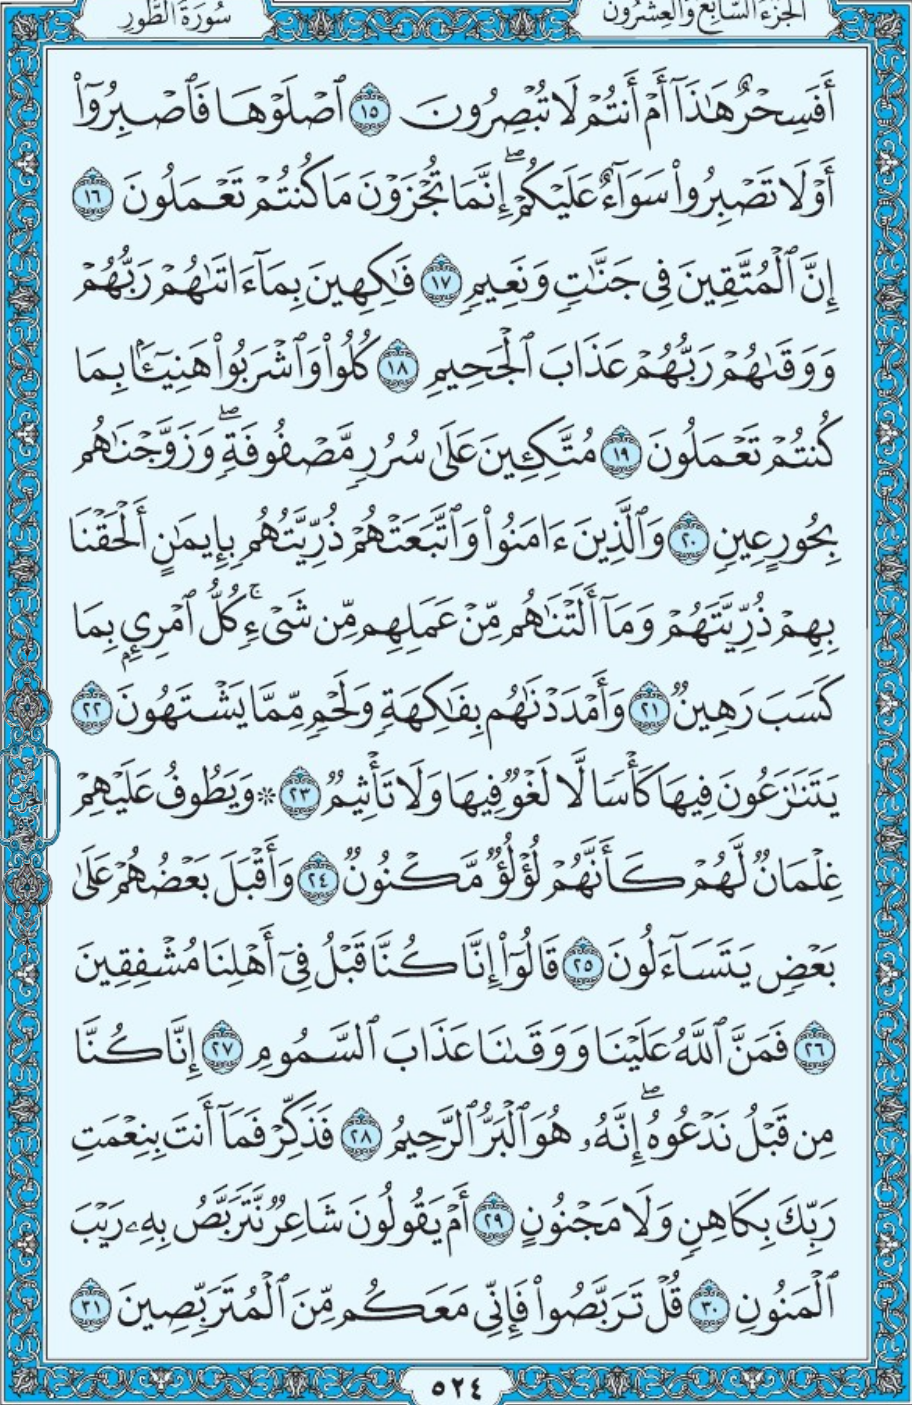 الجزء السابع والعشرون
سورة الطور
أَفَسِحْرٌ هَٰذَآ أَمْ أَنتُمْ لَا تُبْصِرُونَ ١٥ ٱصْلَوْهَا فَٱصْبِرُوٓا۟
أَوْ لَا تَصْبِرُوا۟ سَوَآءٌ عَلَيْكُمْ ۖ إِنَّمَا تُجْزَوْنَ مَا كُنتُمْ تَعْمَلُونَ ١٦
إِنَّ ٱلْمُتَّقِينَ فِى جَنَّٰتٍ وَنَعِيمٍ ١٧ فَٰكِهِينَ بِمَآ ءَاتَىٰهُمْ رَبُّهُمْ
وَوَقَىٰهُمْ رَبُّهُمْ عَذَابَ ٱلْجَحِيمِ ١٨ كُلُوا۟ وَٱشْرَبُوا۟ هَنِيٓـًٔۢا بِمَا
كُنتُمْ تَعْمَلُونَ ١٩ مُتَّكِـِٔينَ عَلَىٰ سُرُرٍ مَّصْفُوفَةٍ ۖ وَزَوَّجْنَٰهُم
بِحُورٍ عِينٍ ٢٠ وَٱلَّذِينَ ءَامَنُوا۟ وَٱتَّبَعَتْهُمْ ذُرِّيَّتُهُم بِإِيمَٰنٍ أَلْحَقْنَا
بِهِمْ ذُرِّيَّتَهُمْ وَمَآ أَلَتْنَٰهُم مِّنْ عَمَلِهِم مِّن شَىْءٍ ۚ كُلُّ ٱمْرِئٍۭ بِمَا
كَسَبَ رَهِينٌ ٢١ وَأَمْدَدْنَٰهُم بِفَٰكِهَةٍ وَلَحْمٍ مِّمَّا يَشْتَهُونَ ٢٢
يَتَنَٰزَعُونَ فِيهَا كَأْسًا لَّا لَغْوٌ فِيهَا وَلَا تَأْثِيمٌ ٢٣ ۞ وَيَطُوفُ عَلَيْهِمْ
غِلْمَانٌ لَّهُمْ كَأَنَّهُمْ لُؤْلُؤٌ مَّكْنُونٌ ٢٤ وَأَقْبَلَ بَعْضُهُمْ عَلَىٰ
بَعْضٍ يَتَسَآءَلُونَ ٢٥ قَالُوٓا۟ إِنَّا كُنَّا قَبْلُ فِىٓ أَهْلِنَا مُشْفِقِينَ
٢٦ فَمَنَّ ٱللَّهُ عَلَيْنَا وَوَقَىٰنَا عَذَابَ ٱلسَّمُومِ ٢٧ إِنَّا كُنَّا
مِن قَبْلُ نَدْعُوهُ ۖ إِنَّهُۥ هُوَ ٱلْبَرُّ ٱلرَّحِيمُ ٢٨ فَذَكِّرْ فَمَآ أَنتَ بِنِعْمَتِ
رَبِّكَ بِكَاهِنٍ وَلَا مَجْنُونٍ ٢٩ أَمْ يَقُولُونَ شَاعِرٌ نَّتَرَبَّصُ بِهِۦ رَيْبَ
ٱلْمَنُونِ ٣٠ قُلْ تَرَبَّصُوا۟ فَإِنِّى مَعَكُم مِّنَ ٱلْمُتَرَبِّصِينَ ٣١
٥٢٤